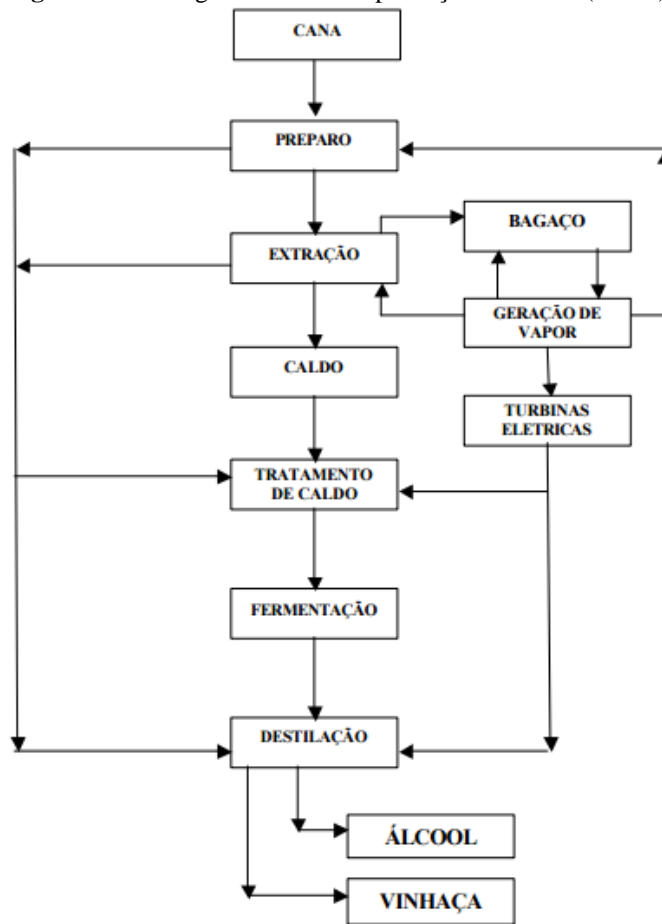 CANA
PREPARO
BAGAÇO
EXTRAÇÃO
GERAÇÃO DE
VAPOR
CALDO
TURBINAS
ELETRICAS
TRATAMENTO
DE CALDO
FERMENTAÇÃO
DESTILAÇÃO
ÁLCOOL
VINHAÇA